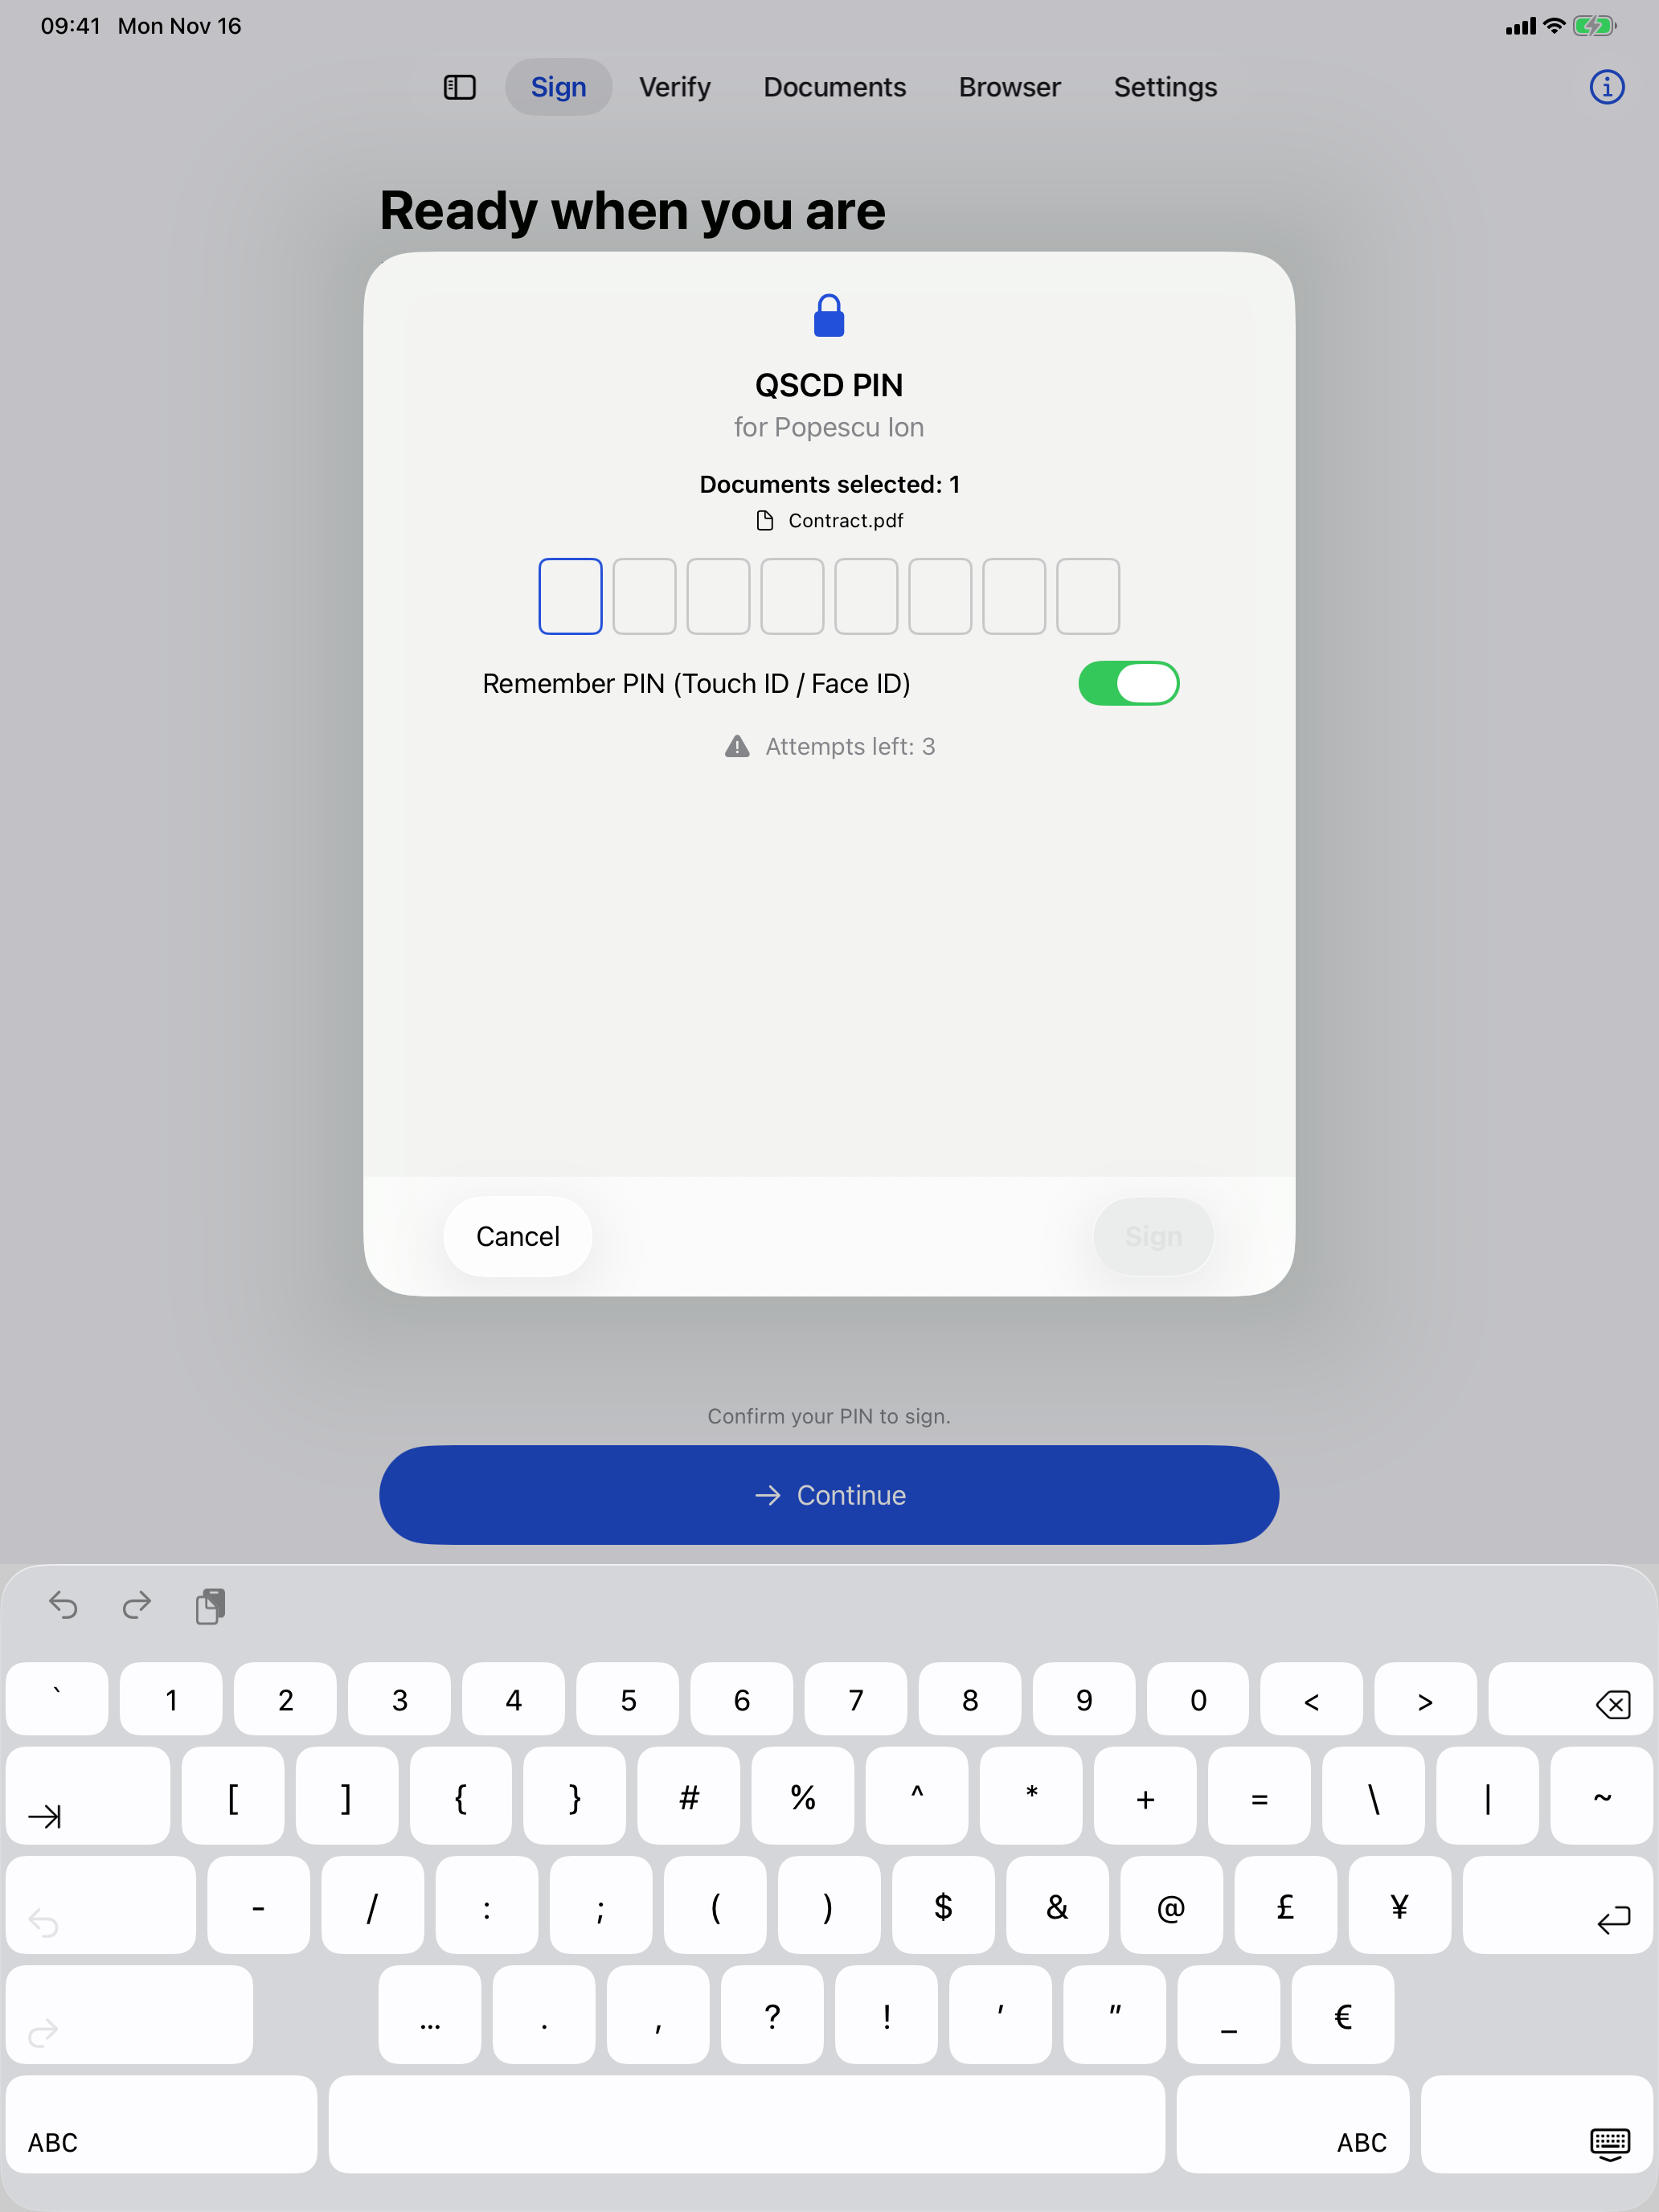 09:41 Mon Nov 16
Sign Verify Documents Browser Settings
Ready when you are
QSCD PIN
for Popescu Ion
Documents selected: 1
Contract.pdf
Remember PIN (Touch ID / Face ID)
Attempts left: 3
Cancel Sign
Confirm your PIN to sign.
→ Continue
` 1 2 3 4 5 6 7 8 9 0 < >
[ ] { } # % ^ * + = \ | ~
- / : ; ( ) $ & @ £ ¥
... . , ? ! ' " _ €
ABC ABC